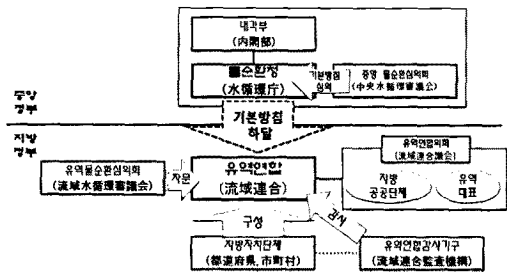 내각부
(内閣部)
물순환청
(水循環庁)
기본방침
심의
중앙 물순환심의회
(中央水循環審議会)
중앙
정부
기본방침
하달
지방
정부
유역물순환심의회
(流域水循環審議会)
자문
유역연합
(流域連合)
유역연합의회
(流域連合議会)
지방
공공단체
유역
대표
구성
감사
지방자치단체
(都道府県,市町村)
유역연합감사기구
(流域連合監査機構)